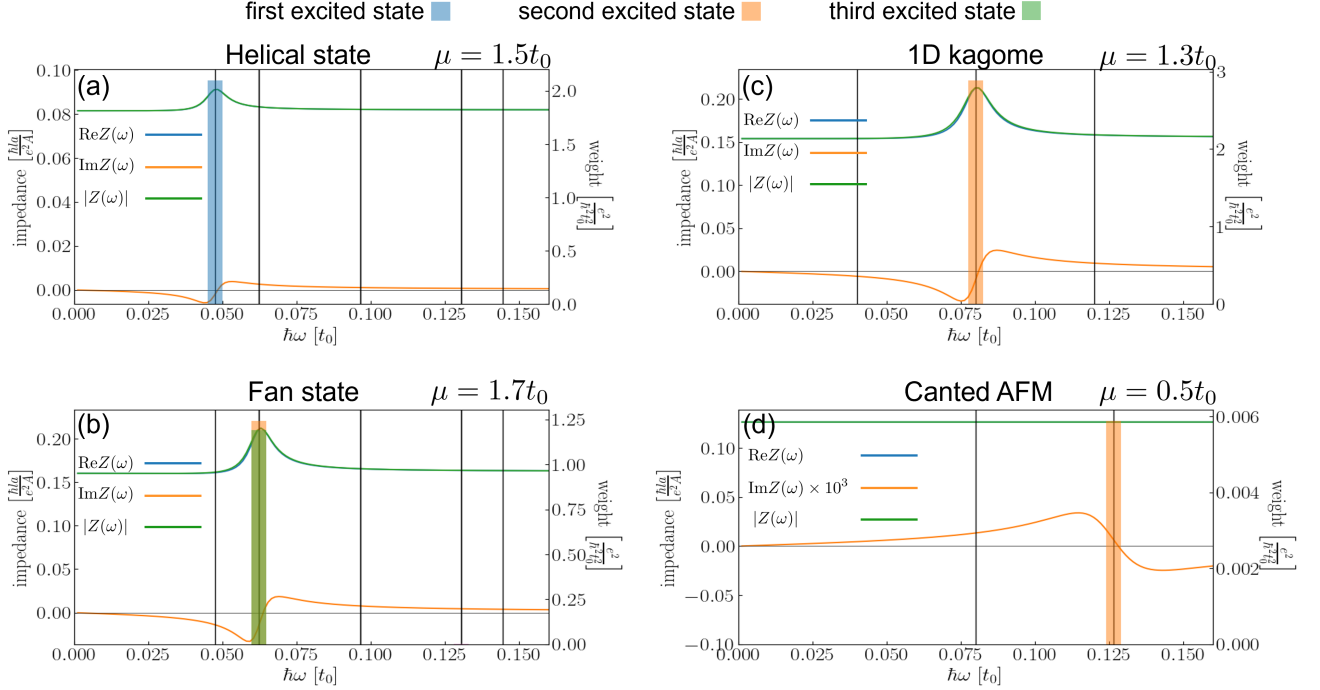 first excited state second excited state third excited state
Helical state μ = 1.5t₀
(a)
ReZ(ω)
ImZ(ω)
|Z(ω)|
0.10
0.08
0.06
0.04
0.02
0.00
impedance [ħla/e²A]
2.0
1.5
1.0
0.5
0.0
weight [e²/ħ²t₀²]
0.000 0.025 0.050 0.075 0.100 0.125 0.150
ħω [t₀]
1D kagome μ = 1.3t₀
(c)
ReZ(ω)
ImZ(ω)
|Z(ω)|
0.20
0.15
0.10
0.05
0.00
impedance [ħla/e²A]
3
2
1
0
weight [e²/ħ²t₀²]
0.000 0.025 0.050 0.075 0.100 0.125 0.150
ħω [t₀]
Fan state μ = 1.7t₀
(b)
ReZ(ω)
ImZ(ω)
|Z(ω)|
0.20
0.15
0.10
0.05
0.00
impedance [ħla/e²A]
1.25
1.00
0.75
0.50
0.25
0.00
weight [e²/ħ²t₀²]
0.000 0.025 0.050 0.075 0.100 0.125 0.150
ħω [t₀]
Canted AFM μ = 0.5t₀
(d)
ReZ(ω)
ImZ(ω) × 10³
|Z(ω)|
0.10
0.05
0.00
−0.05
−0.10
impedance [ħla/e²A]
0.006
0.004
0.002
0.000
weight [e²/ħ²t₀²]
0.000 0.025 0.050 0.075 0.100 0.125 0.150
ħω [t₀]